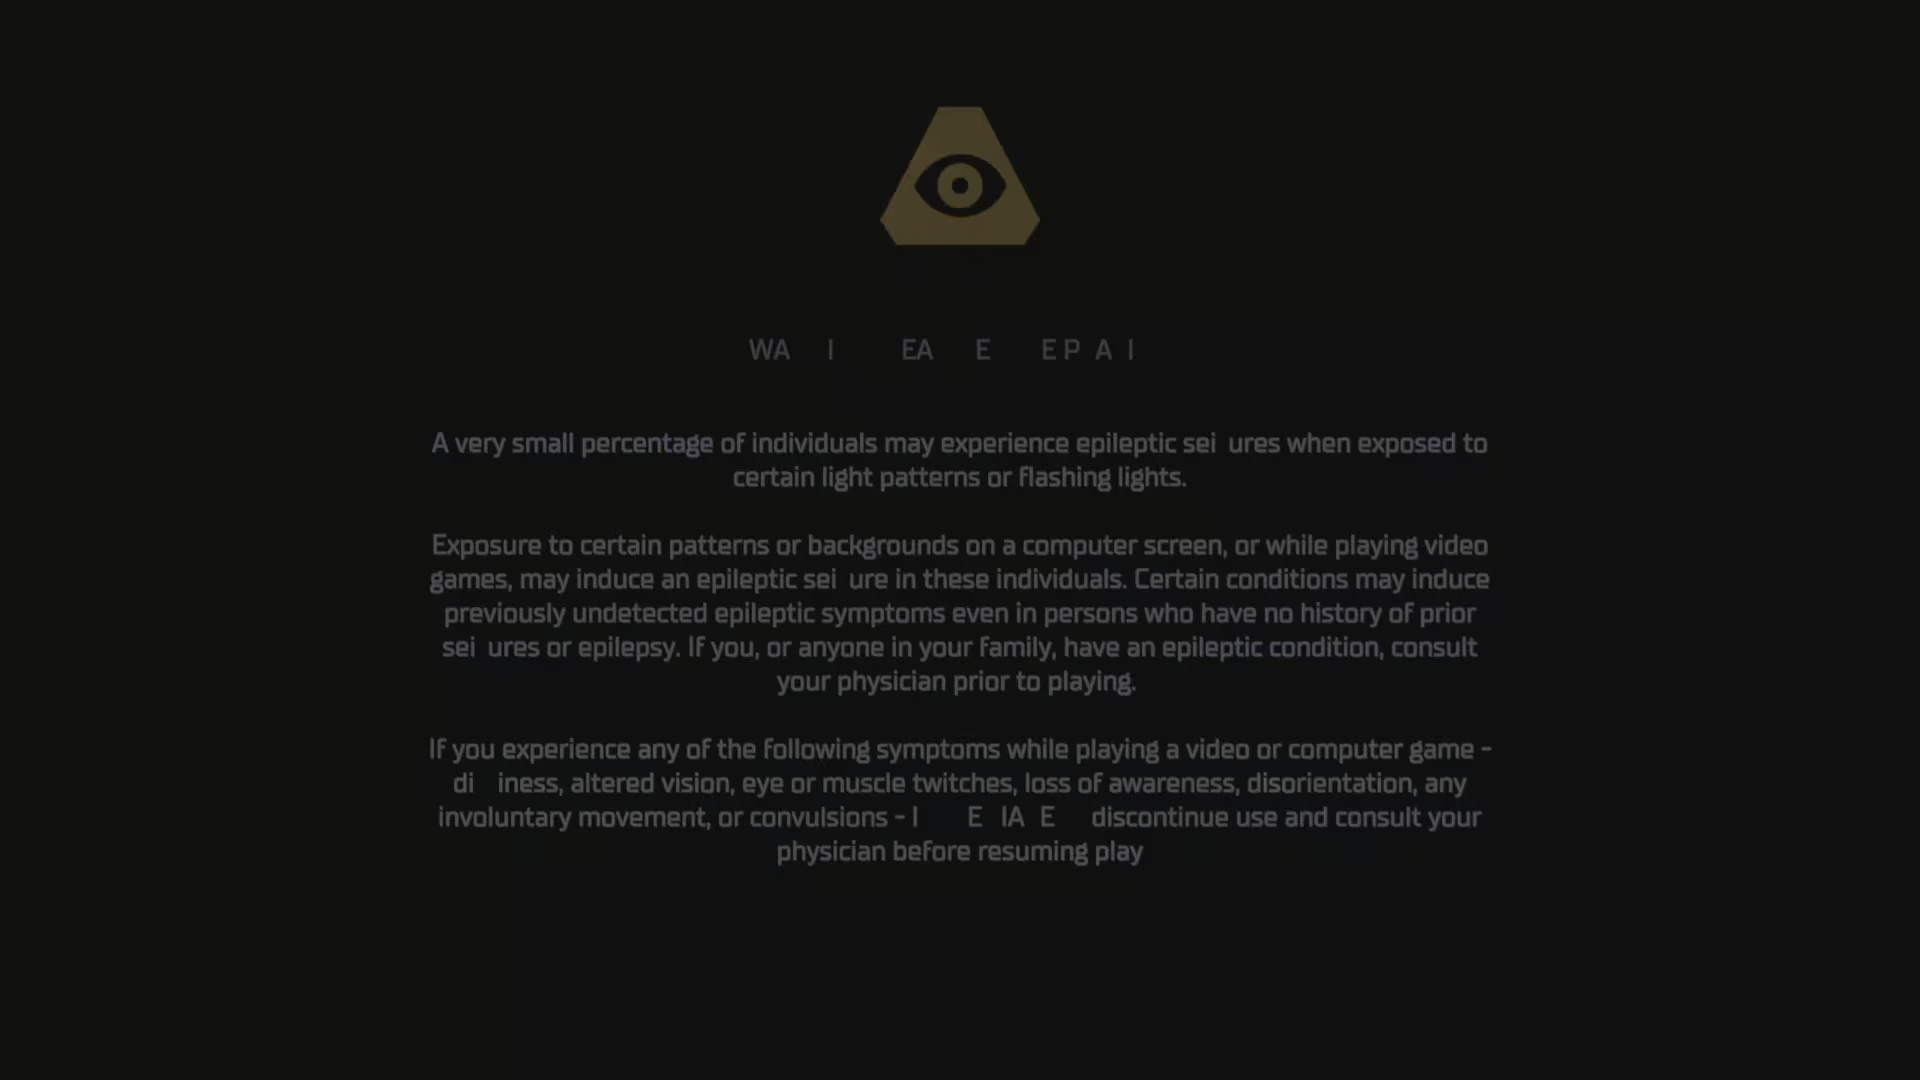 WA I EA E EP A I
A very small percentage of individuals may experience epileptic sei ures when exposed to
certain light patterns or flashing lights.
Exposure to certain patterns or backgrounds on a computer screen, or while playing video
games, may induce an epileptic sei ure in these individuals. Certain conditions may induce
previously undetected epileptic symptoms even in persons who have no history of prior
sei ures or epilepsy. If you, or anyone in your family, have an epileptic condition, consult
your physician prior to playing.
If you experience any of the following symptoms while playing a video or computer game -
di iness, altered vision, eye or muscle twitches, loss of awareness, disorientation, any
involuntary movement, or convulsions - I E IA E discontinue use and consult your
physician before resuming play